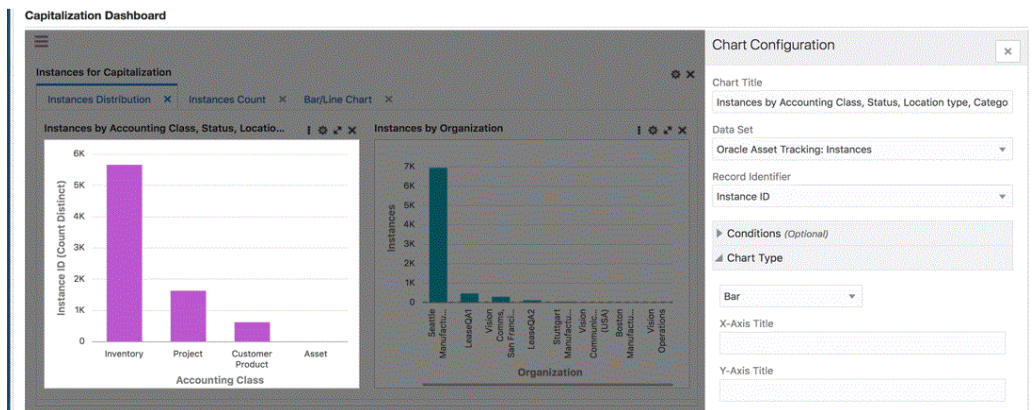 Capitalization Dashboard
Instances for Capitalization
Instances Distribution
Instances Count
Bar/Line Chart
Instances by Accounting Class, Status, Locatio...
6K
5K
4K
3K
2K
1K
0
Instance ID (Count Distinct)
Inventory
Project
Customer
Product
Asset
Accounting Class
Instances by Organization
7K
6K
5K
4K
3K
2K
1K
0
Instances
Seattle
Manufactu...
LeaseQA1
Vision
Comms,
San Franci...
LeaseQA2
Stuttgart
Manufactu...
Vision
Communic...
(USA)
Boston
Manufactu...
Vision
Operations
Organization
Chart Configuration
Chart Title
Instances by Accounting Class, Status, Location type, Catego
Data Set
Oracle Asset Tracking: Instances
Record Identifier
Instance ID
Conditions (Optional)
Chart Type
Bar
X-Axis Title
Y-Axis Title